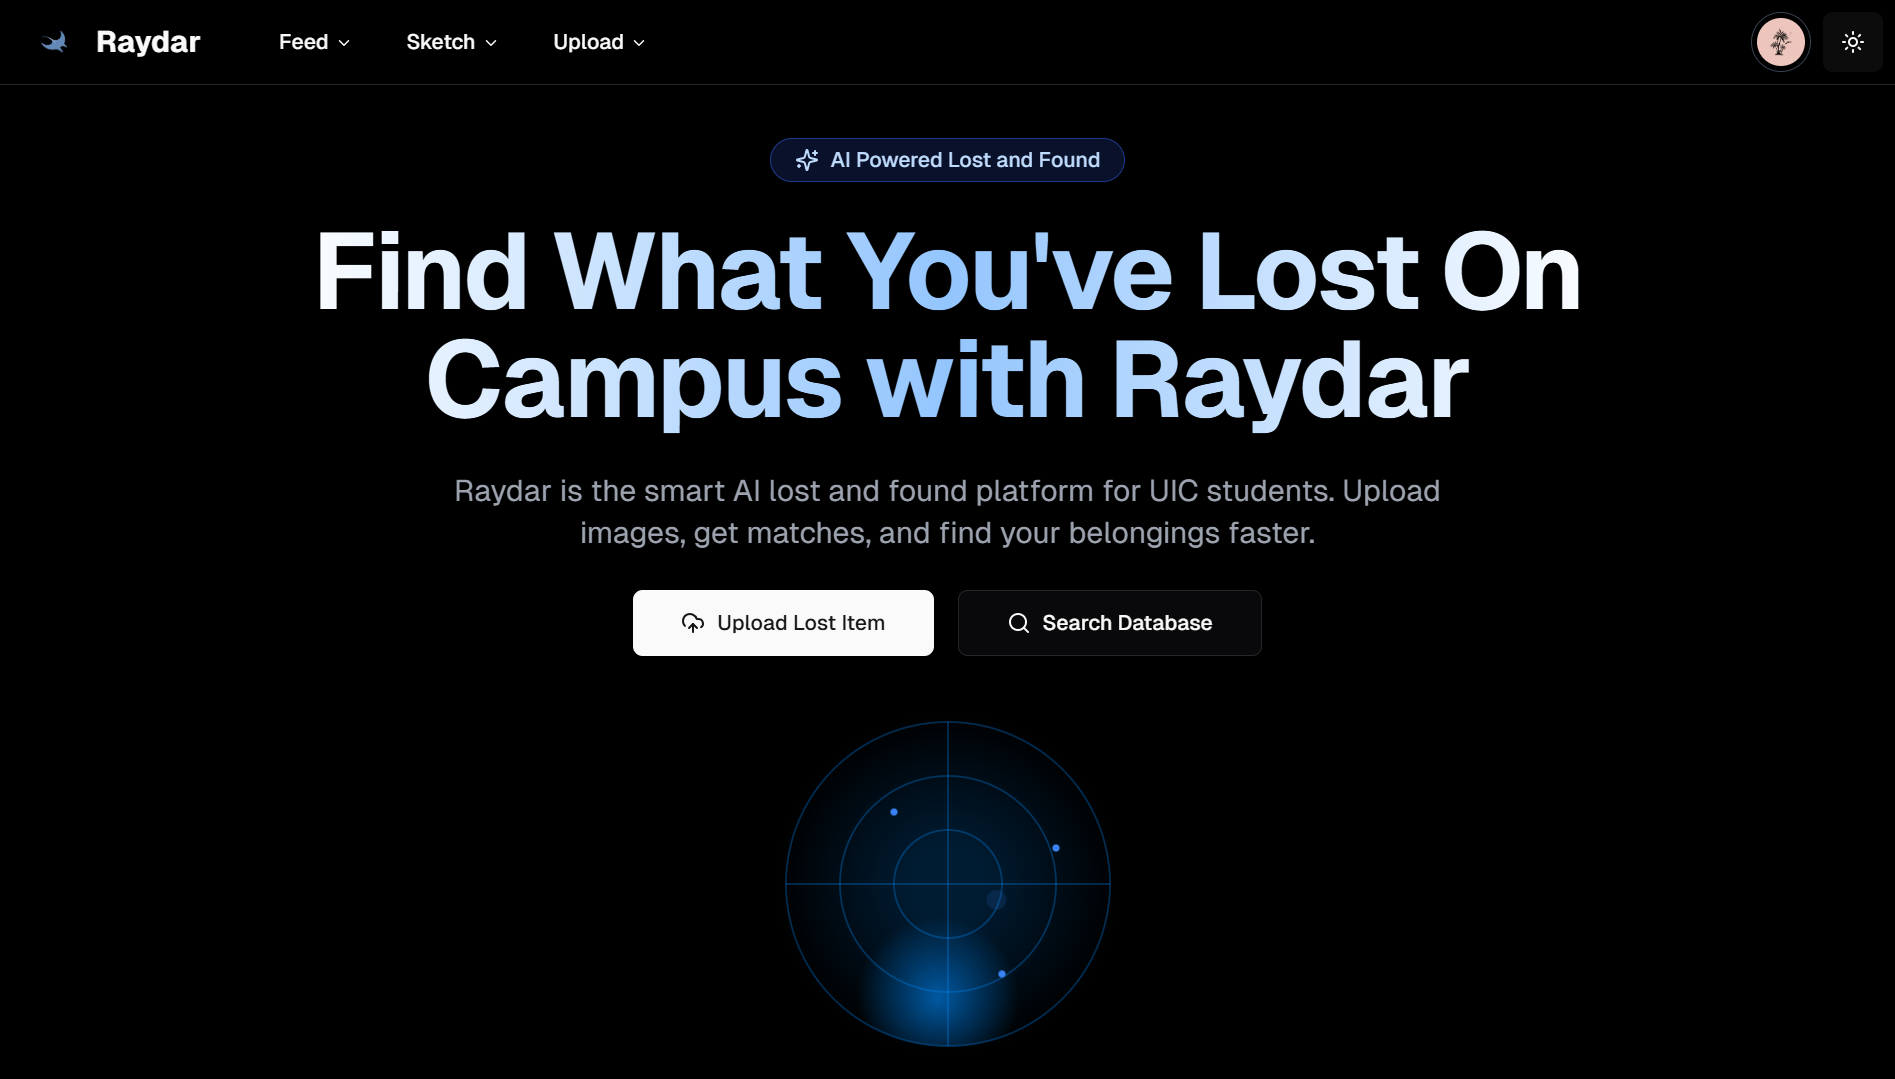 Raydar
Feed
Sketch
Upload
AI Powered Lost and Found
Find What You've Lost On
Campus with Raydar
Raydar is the smart AI lost and found platform for UIC students. Upload
images, get matches, and find your belongings faster.
Upload Lost Item
Search Database